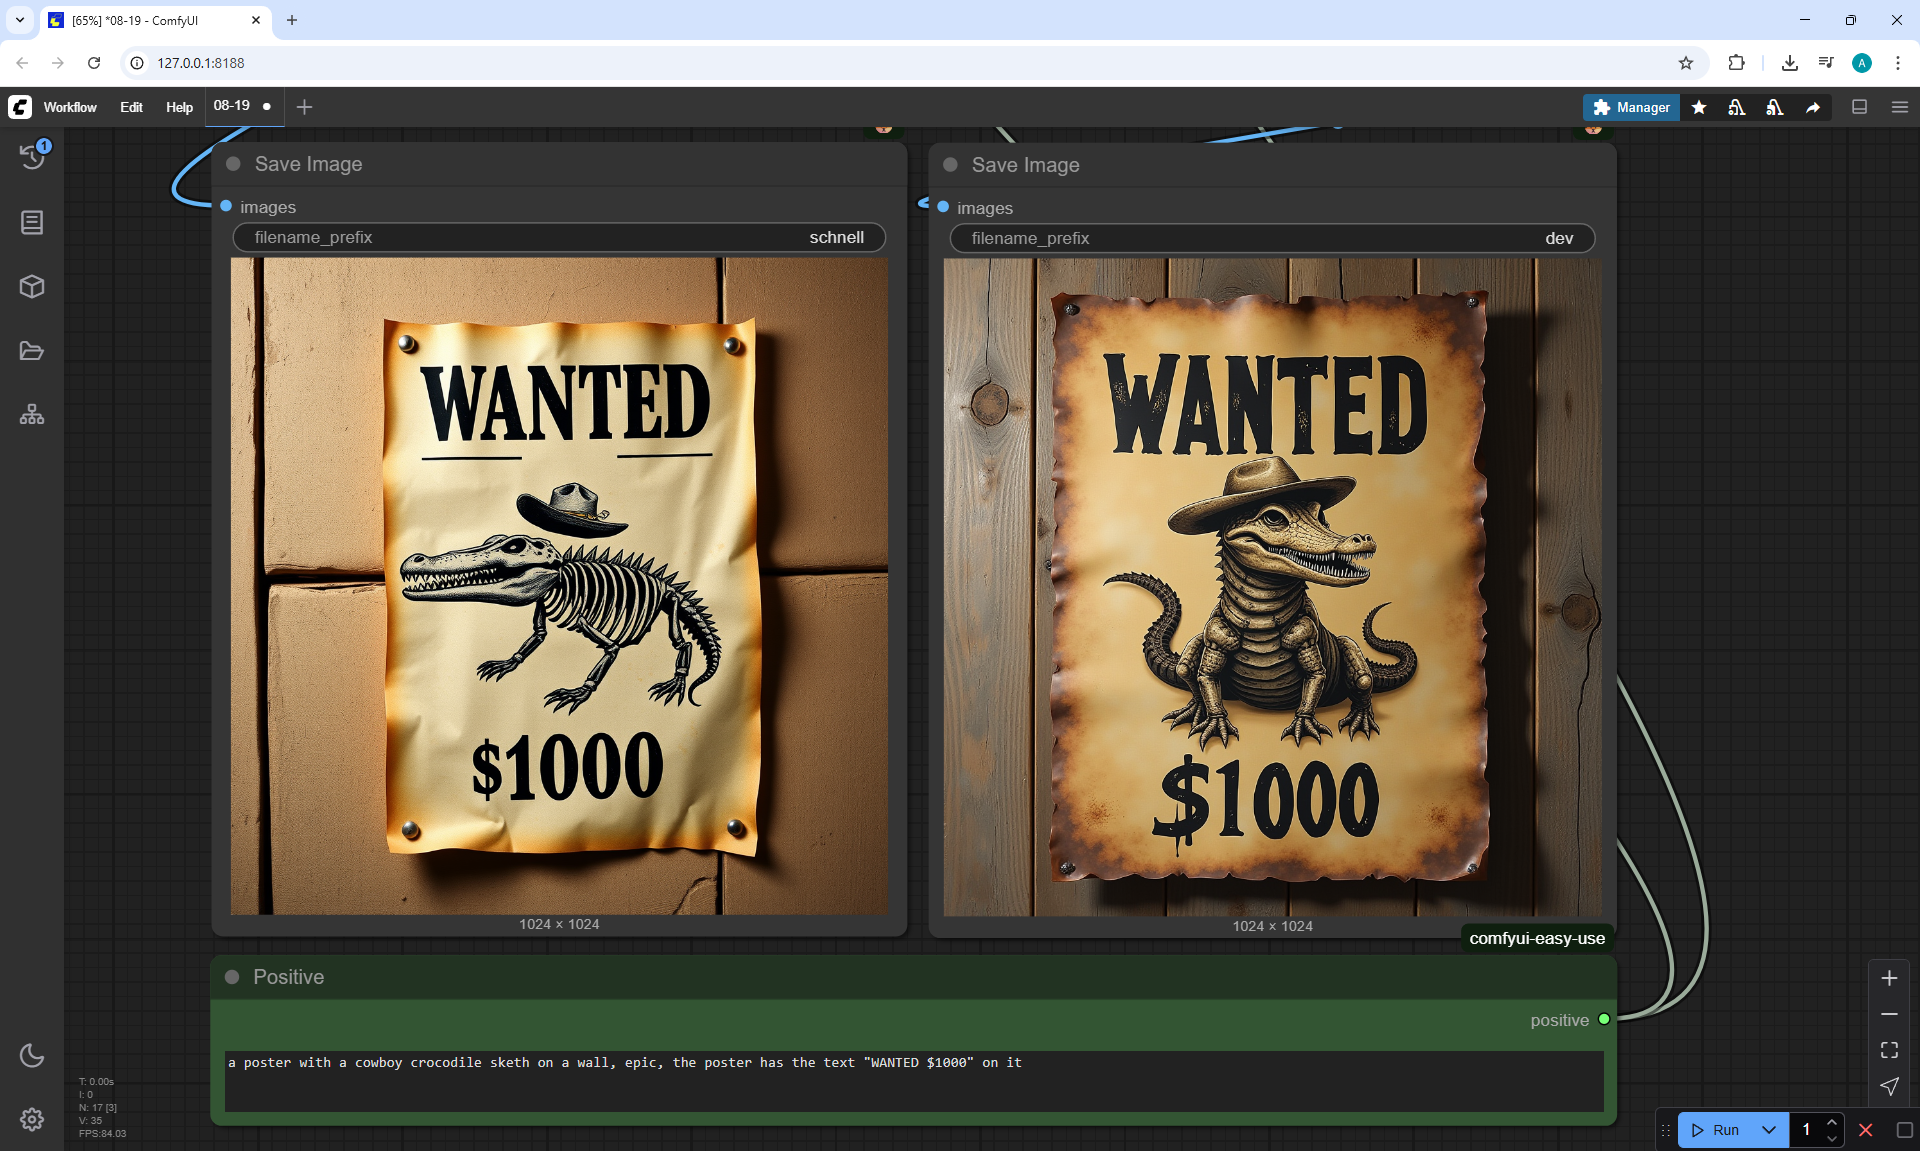 [65%] *08-19 - ComfyUI
127.0.0.1:8188
A
Workflow Edit Help 08-19 Manager
1
Save Image
images
filename_prefix schnell
WANTED
$1000
1024 × 1024
Save Image
images
filename_prefix dev
WANTED
$1000
1024 × 1024
comfyui-easy-use
Positive
positive
a poster with a cowboy crocodile sketh on a wall, epic, the poster has the text "WANTED $1000" on it
T: 0.00s
I: 0
N: 17 [3]
V: 35
FPS:84.03
Run 1